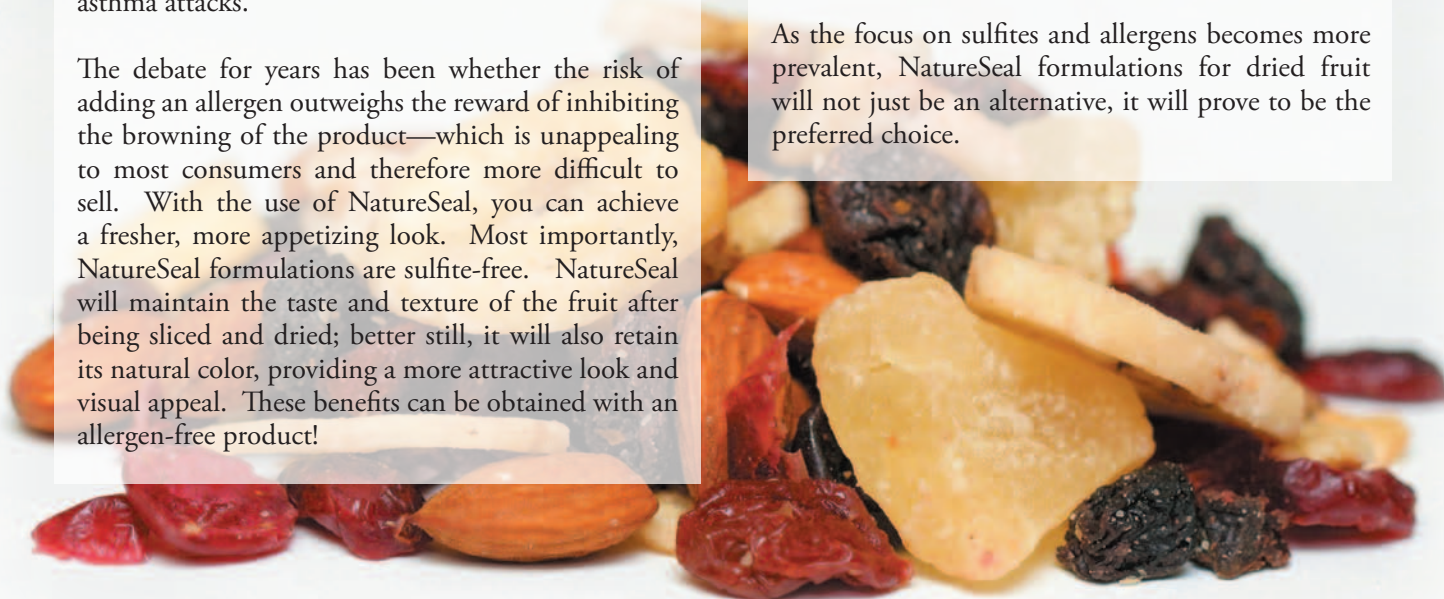 asthma attacks.
The debate for years has been whether the risk of
adding an allergen outweighs the reward of inhibiting
the browning of the product—which is unappealing
to most consumers and therefore more difficult to
sell. With the use of NatureSeal, you can achieve
a fresher, more appetizing look. Most importantly,
NatureSeal formulations are sulfite-free. NatureSeal
will maintain the taste and texture of the fruit after
being sliced and dried; better still, it will also retain
its natural color, providing a more attractive look and
visual appeal. These benefits can be obtained with an
allergen-free product!
As the focus on sulfites and allergens becomes more
prevalent, NatureSeal formulations for dried fruit
will not just be an alternative, it will prove to be the
preferred choice.